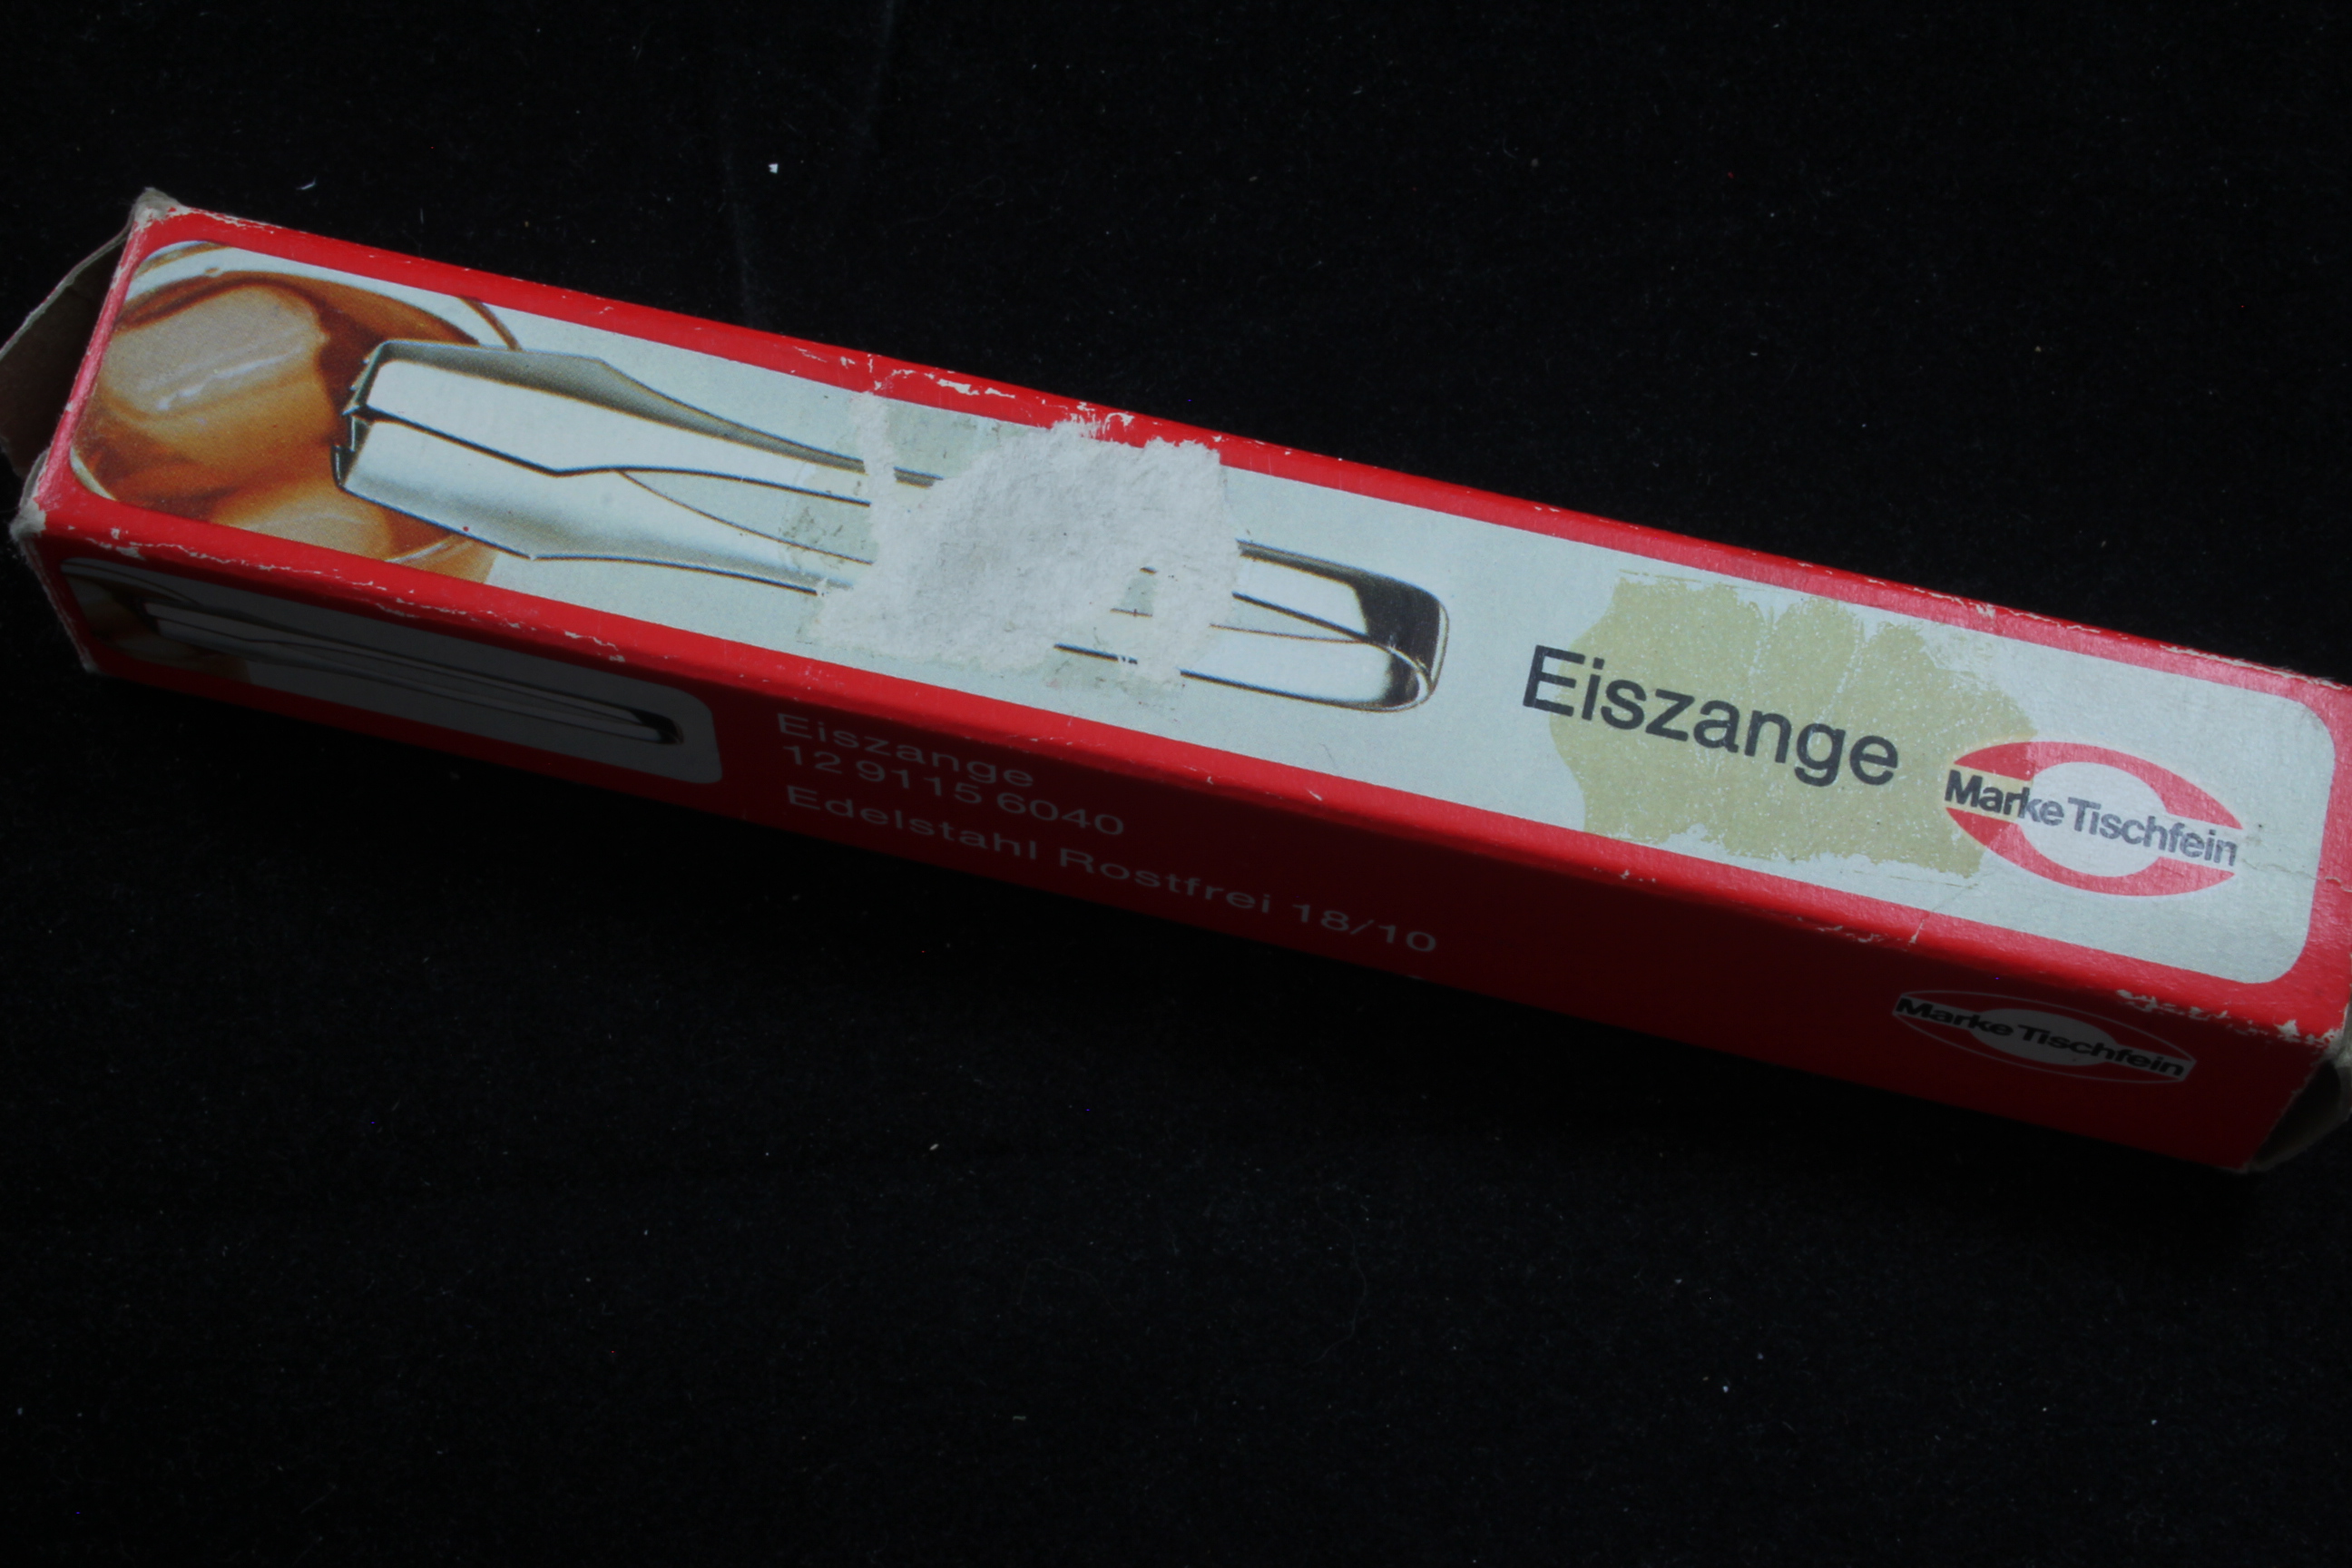 Eiszange
Marke Tischfein
Eiszange
12 9115 6040
Edelstahl Rostfrei 18/10
Marke Tischfein